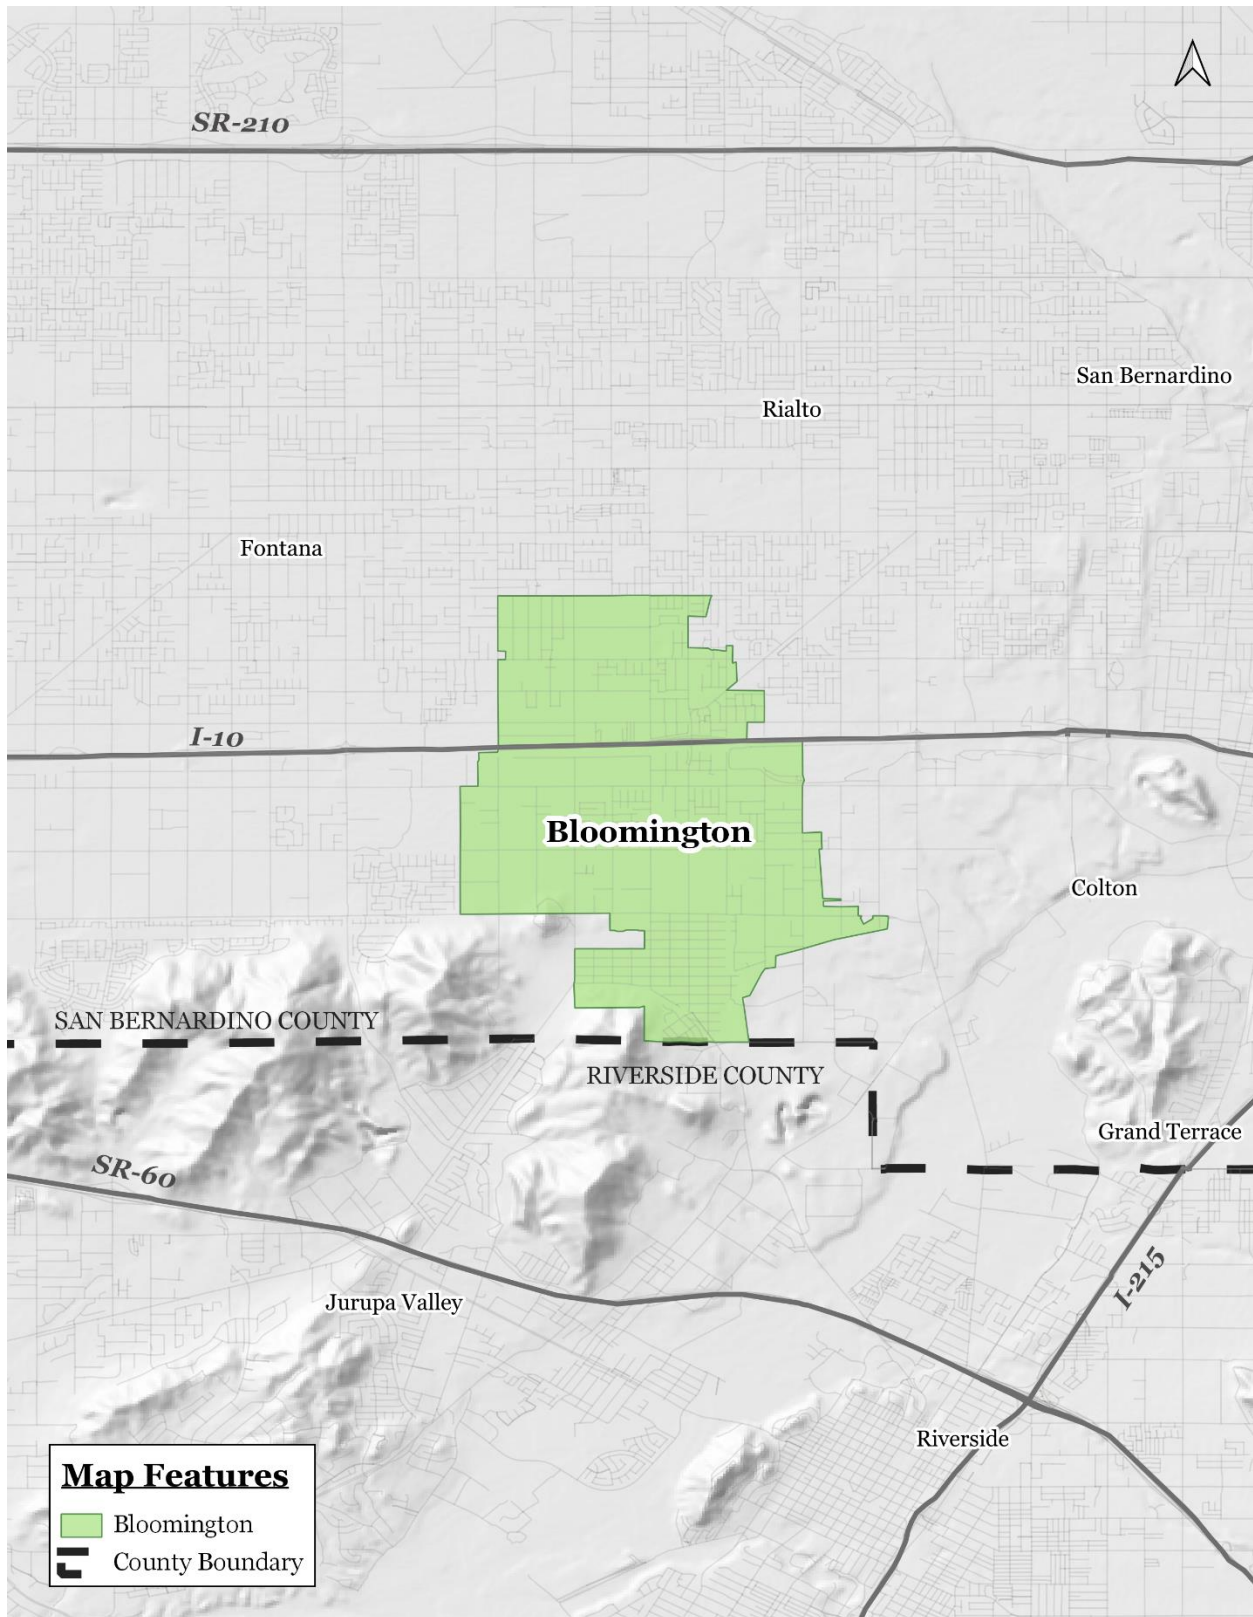 SR-210
San Bernardino
Rialto
Fontana
I-10
Bloomington
Colton
SAN BERNARDINO COUNTY
RIVERSIDE COUNTY
Grand Terrace
SR-60
I-215
Jurupa Valley
Riverside
Map Features
Bloomington
County Boundary